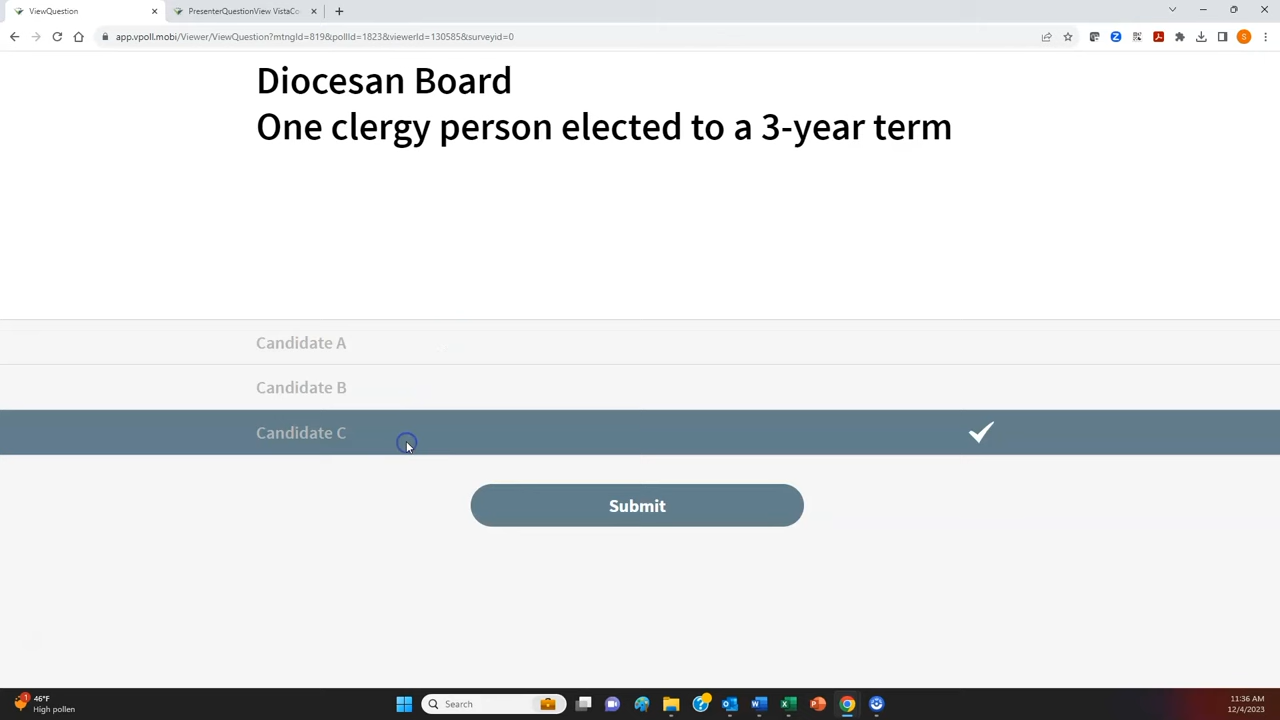 ViewQuestion
PresenterQuestionView VistaCo
app.vpoll.mobi/Viewer/ViewQuestion?mtngId=819&pollId=1823&viewerId=130585&surveyid=0
S
Diocesan Board
One clergy person elected to a 3-year term
Candidate A
Candidate B
Candidate C
Submit
1
46°F
High pollen
Search
11:36 AM
12/4/2023